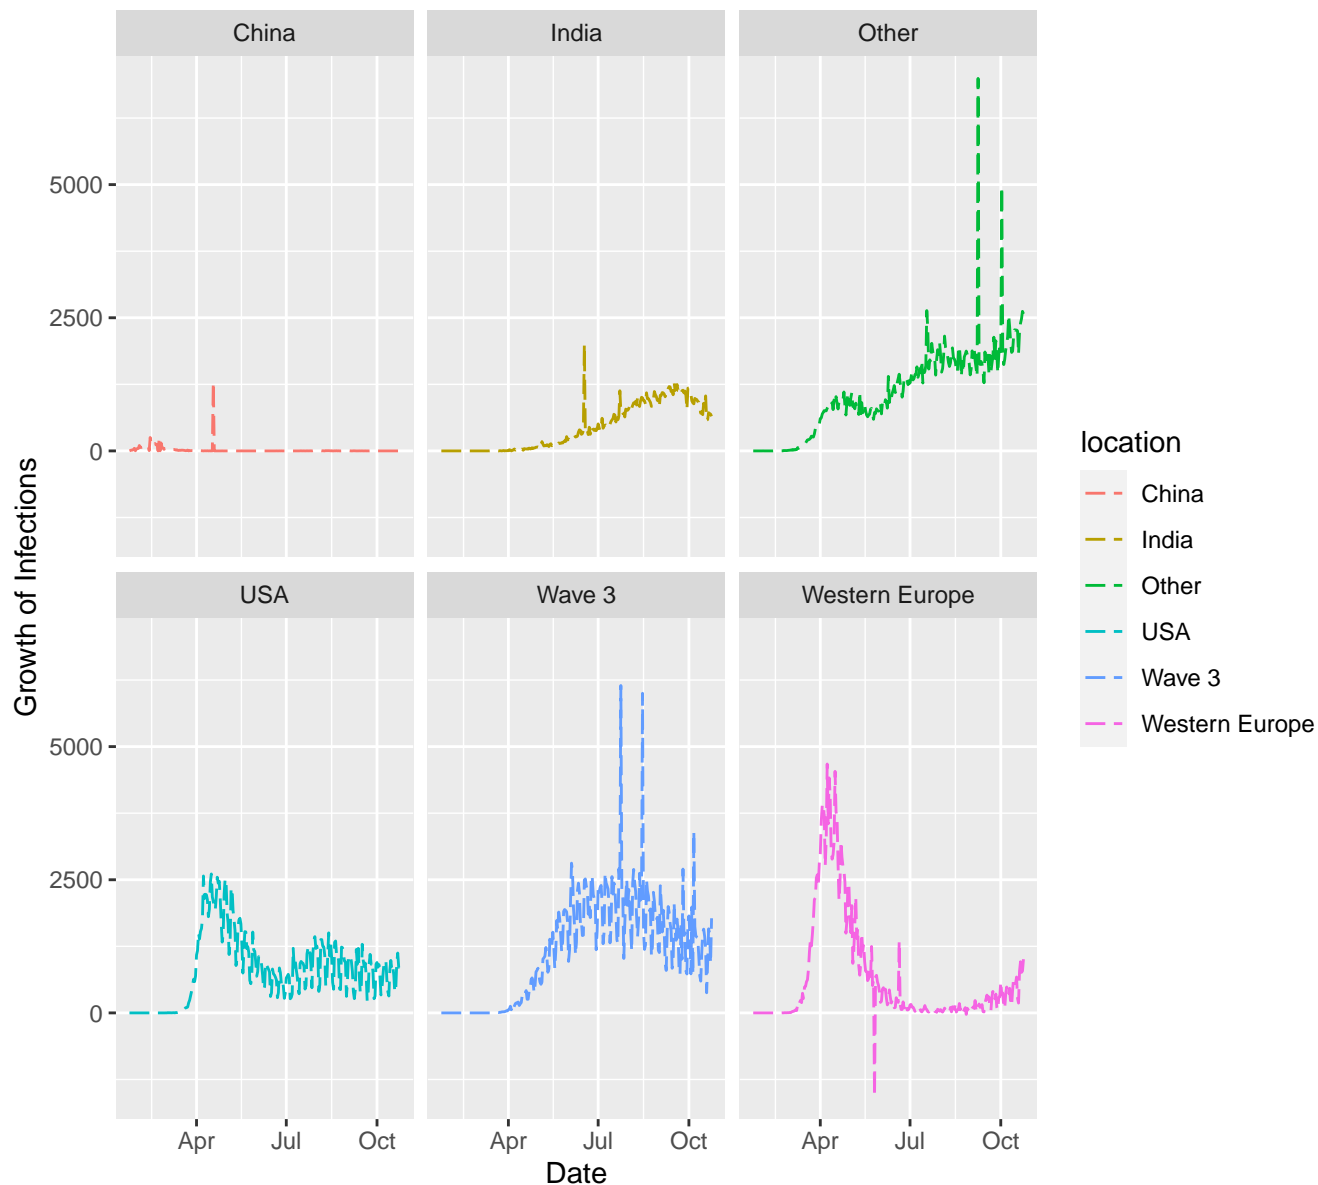 China India Other
5000
2500
0
Growth of Infections
USA Wave 3 Western Europe
5000
2500
0
Apr Jul Oct Apr Jul Oct Apr Jul Oct
Date
location
China
India
Other
USA
Wave 3
Western Europe